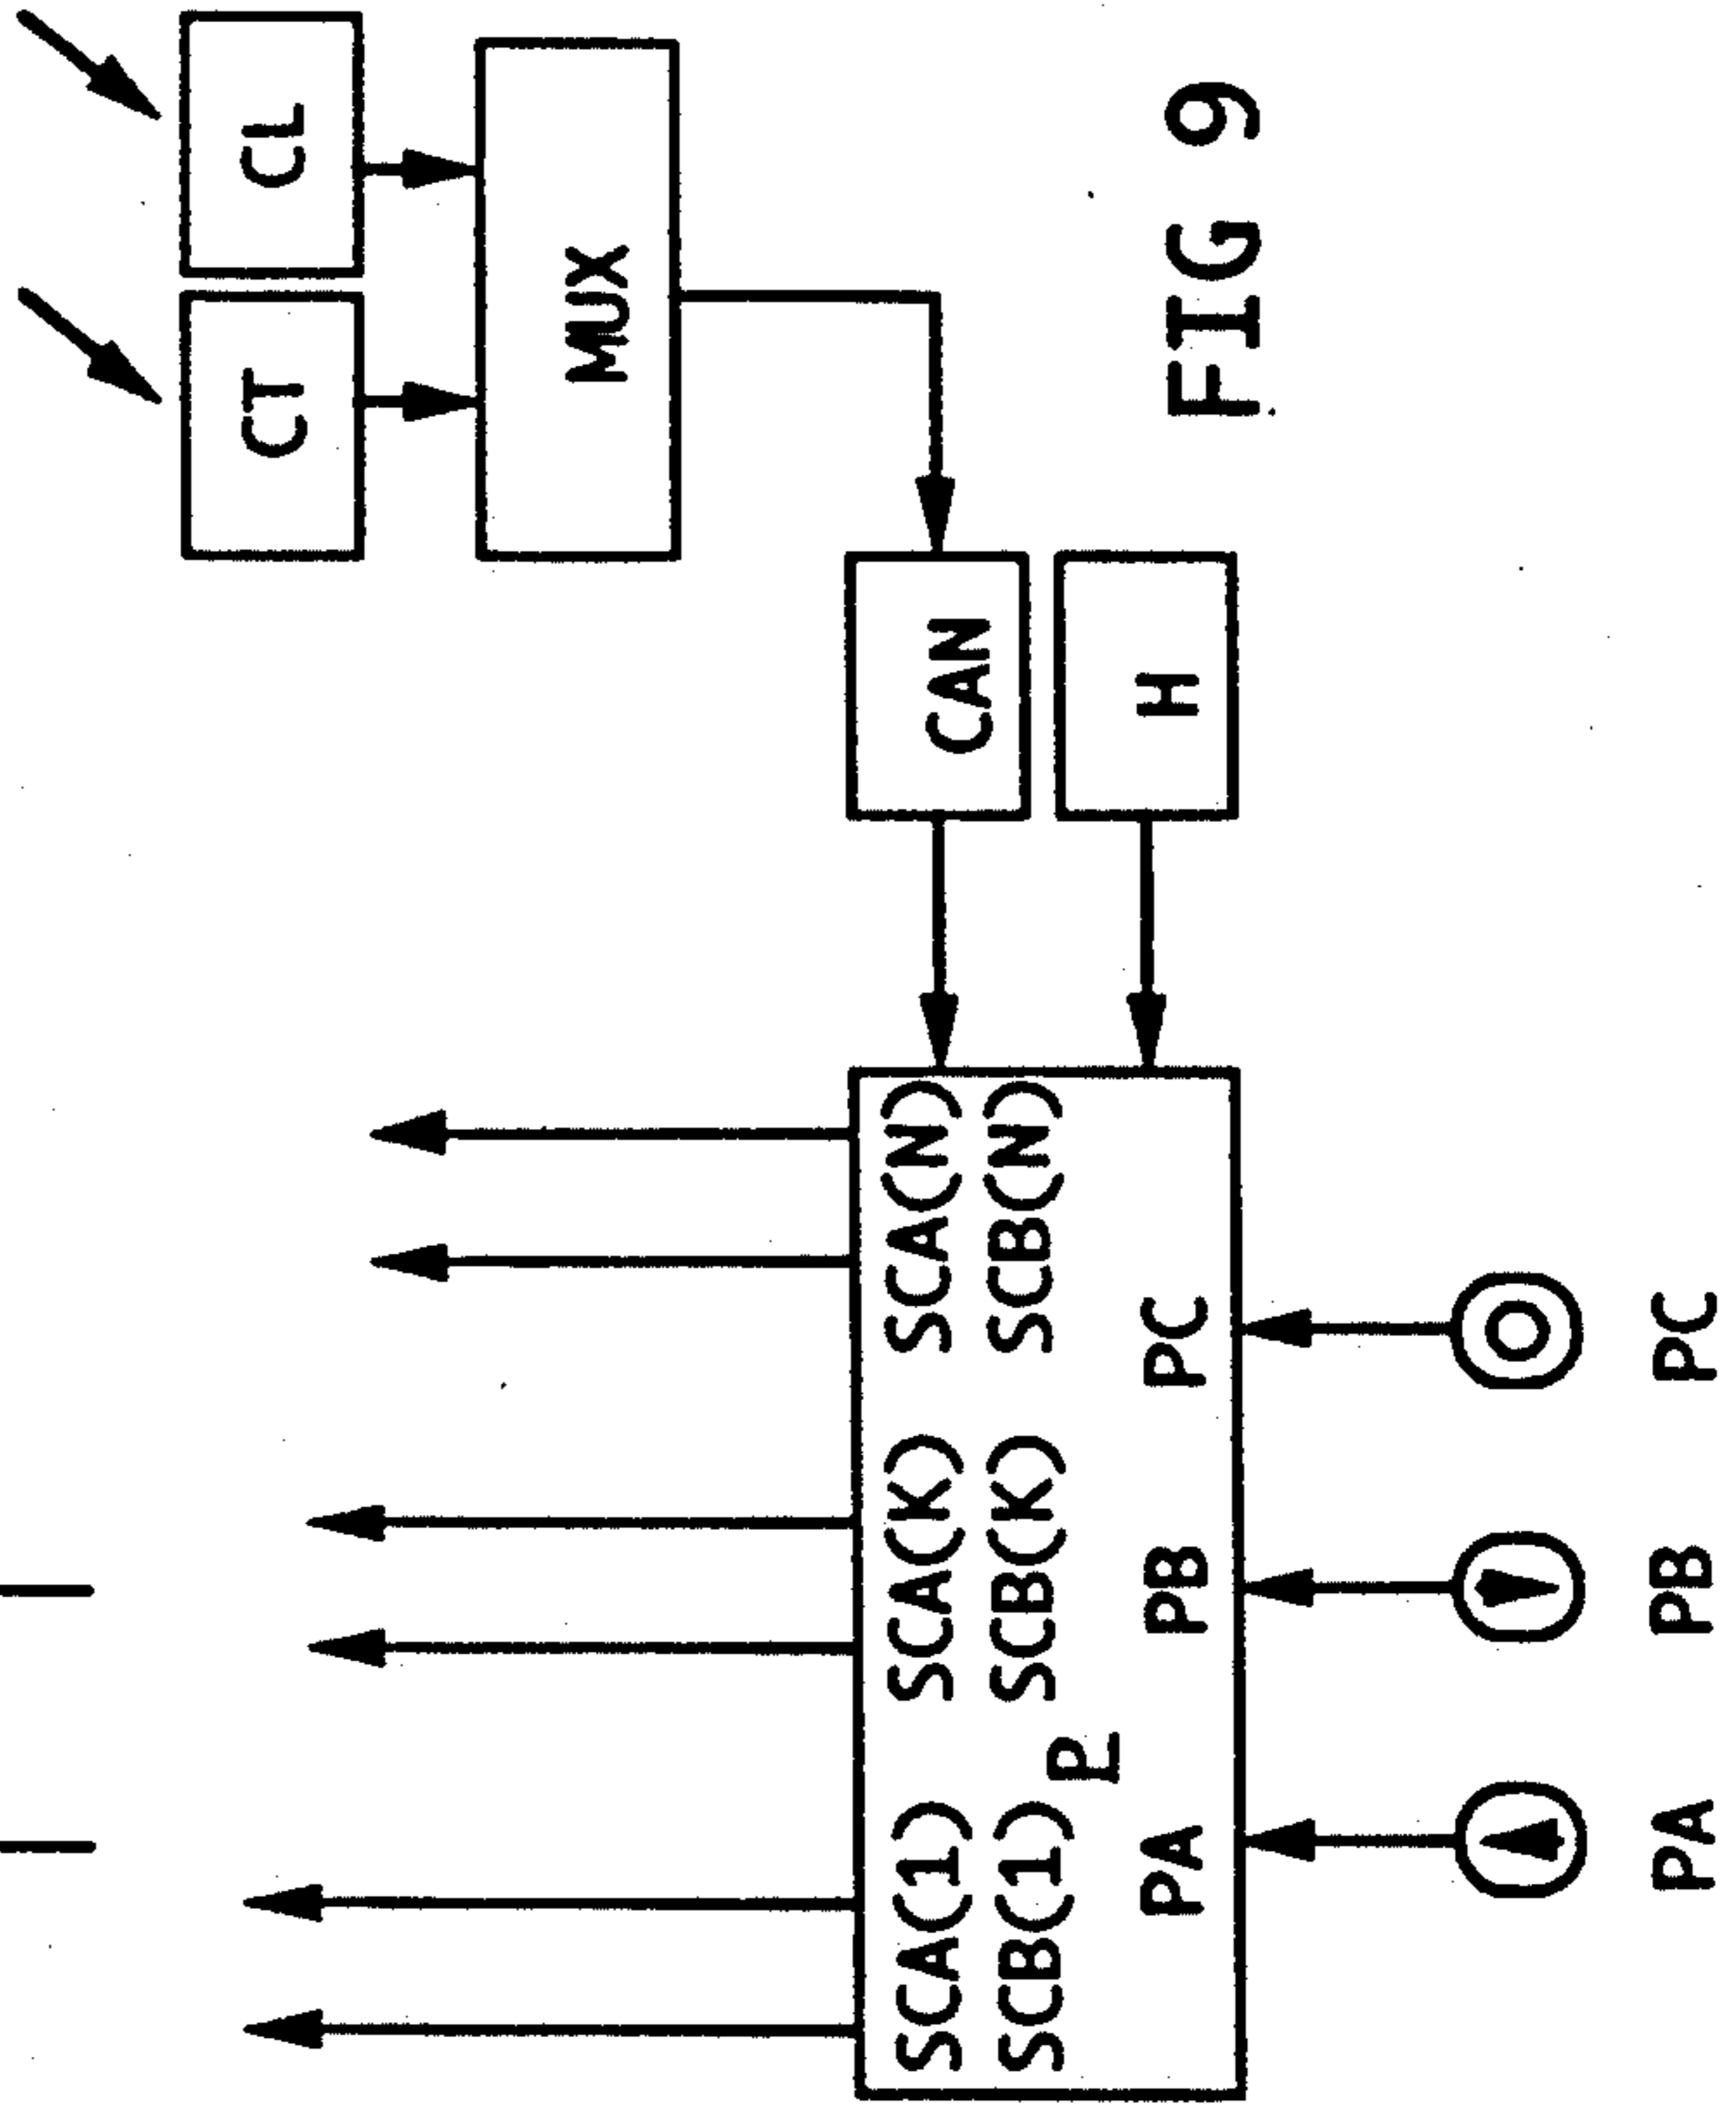 CT CL
MUX
SCA(1) SCA(K) SCA(N)
CAN
SCB(1) SCB(K) SCB(N)
P
PA PB PC
H
FIG 9
PA PB PC